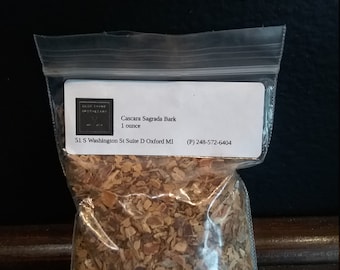 Cascara Sagrada Bark
1 ounce
51 S Washington St Suite D Oxford MI (P) 248-572-6404